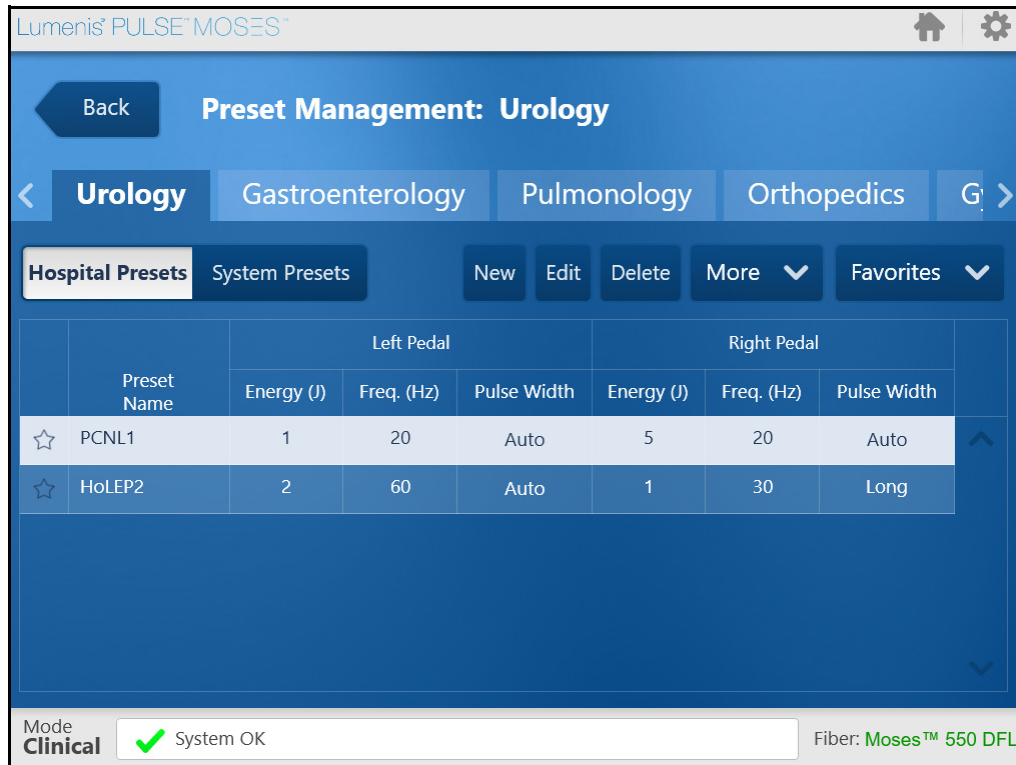 Lumenis® PULSE™ MOSES™
Back
Preset Management: Urology
Urology Gastroenterology Pulmonology Orthopedics
Hospital Presets System Presets New Edit Delete More Favorites
Left Pedal Right Pedal
Preset Name Energy (J) Freq. (Hz) Pulse Width Energy (J) Freq. (Hz) Pulse Width
PCNL1 1 20 Auto 5 20 Auto
HoLEP2 2 60 Auto 1 30 Long
Mode
Clinical System OK Fiber: Moses™ 550 DFL